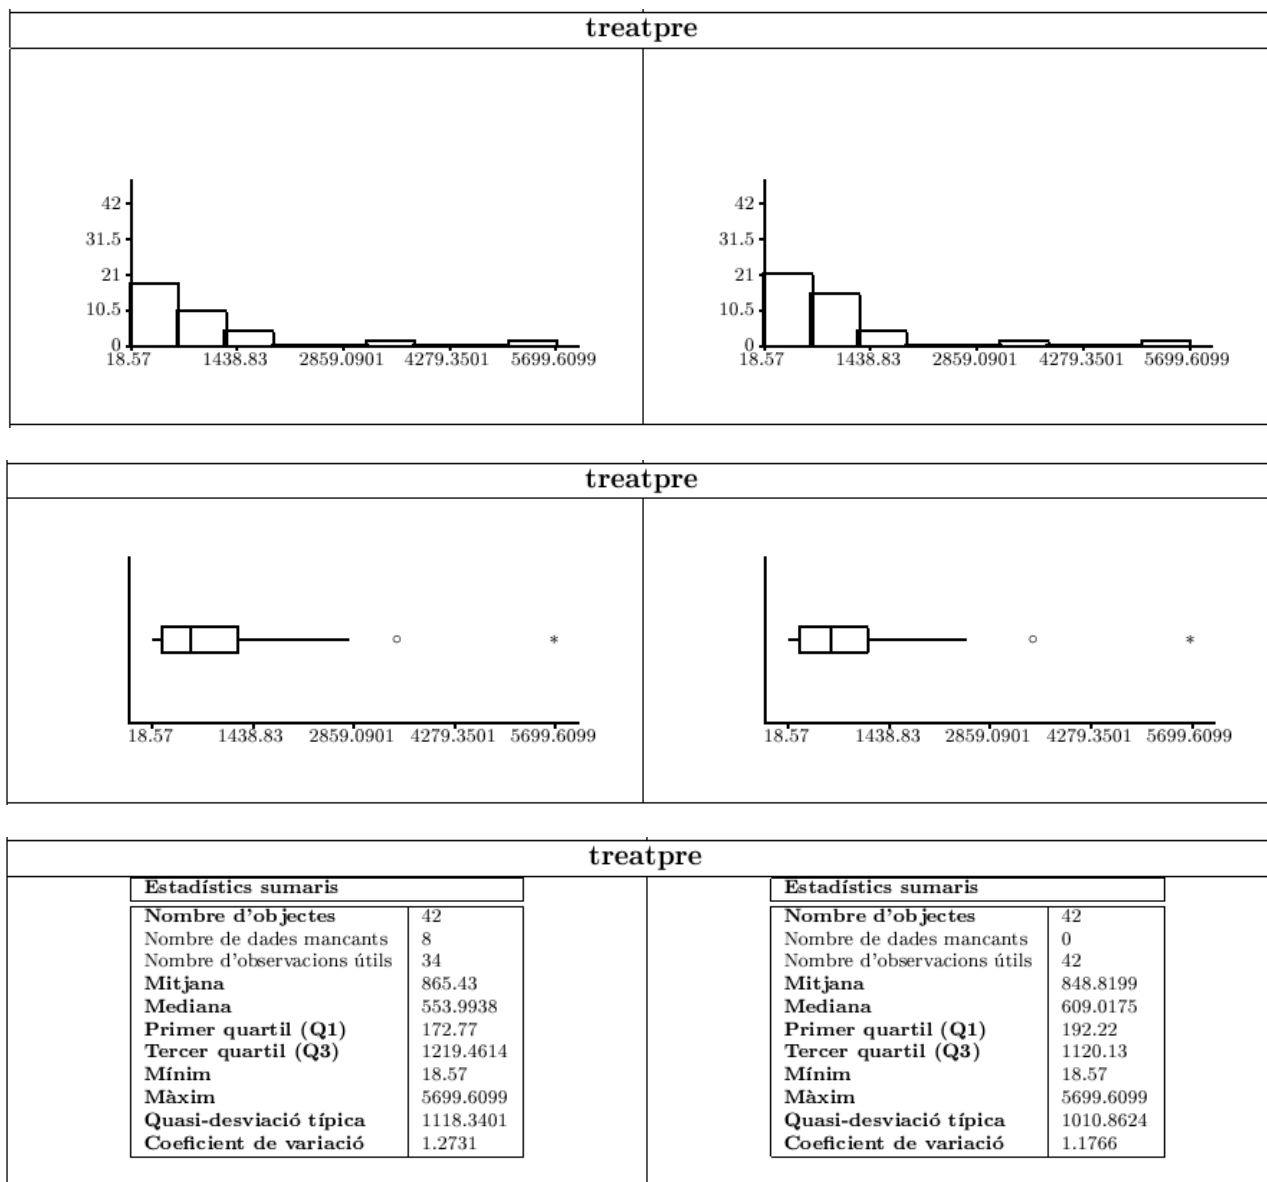 treatpre
42
42
31.5
31.5
21
21
10.5
10.5
0
0
18.57 1438.83 2859.0901 4279.3501 5699.6099
18.57 1438.83 2859.0901 4279.3501 5699.6099
treatpre
18.57 1438.83 2859.0901 4279.3501 5699.6099
18.57 1438.83 2859.0901 4279.3501 5699.6099
treatpre
Estadístics sumaris
Nombre d'objectes 42
Nombre de dades mancants 8
Nombre d'observacions útils 34
Mitjana 865.43
Mediana 553.9938
Primer quartil (Q1) 172.77
Tercer quartil (Q3) 1219.4614
Mínim 18.57
Màxim 5699.6099
Quasi-desviació típica 1118.3401
Coeficient de variació 1.2731
Estadístics sumaris
Nombre d'objectes 42
Nombre de dades mancants 0
Nombre d'observacions útils 42
Mitjana 848.8199
Mediana 609.0175
Primer quartil (Q1) 192.22
Tercer quartil (Q3) 1120.13
Mínim 18.57
Màxim 5699.6099
Quasi-desviació típica 1010.8624
Coeficient de variació 1.1766